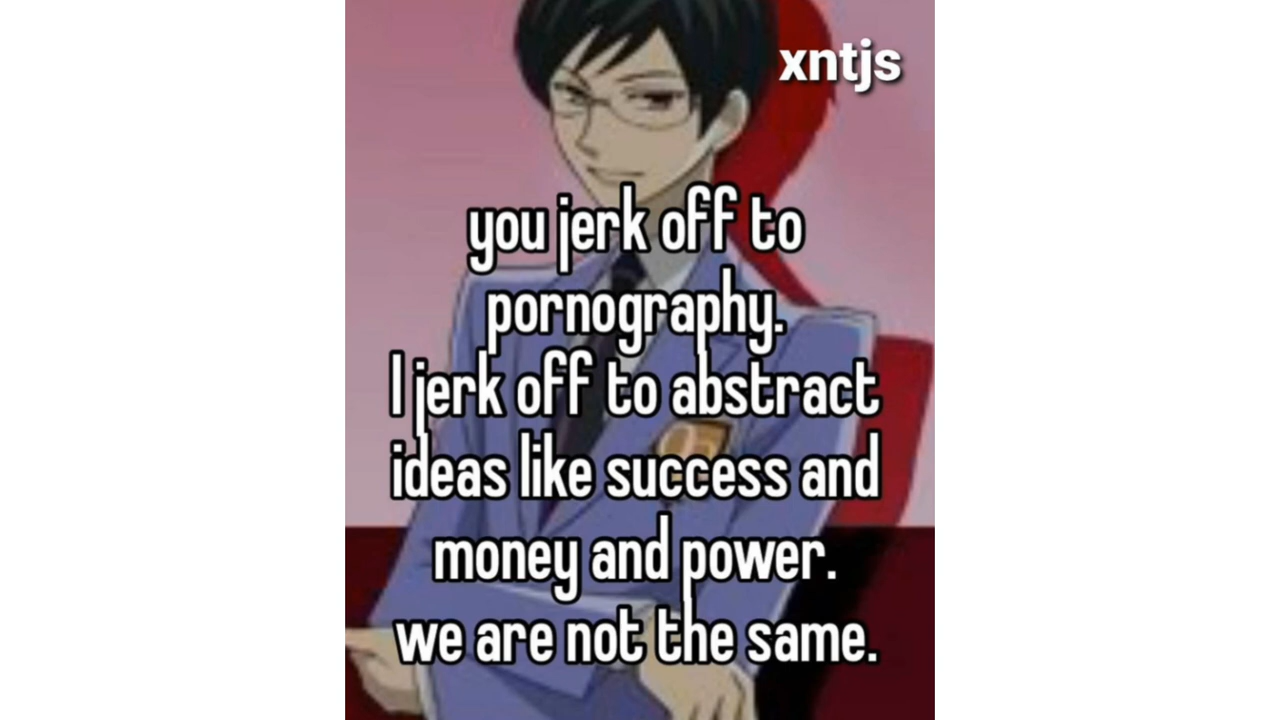 xntjs
you jerk off to
pornography.
I jerk off to abstract
ideas like success and
money and power.
we are not the same.